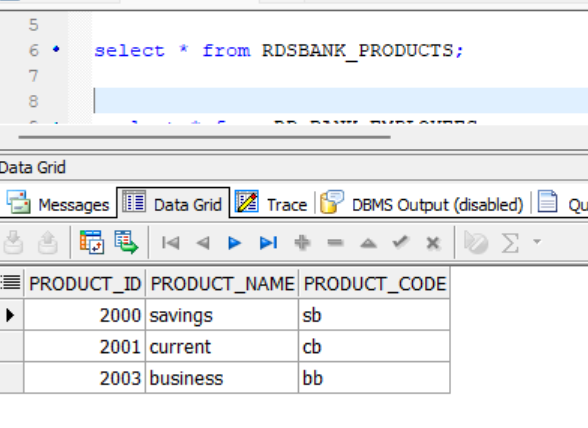 5
6 select * from RDSBANK_PRODUCTS;
7
8
Data Grid
Messages Data Grid Trace DBMS Output (disabled) Qu
PRODUCT_ID PRODUCT_NAME PRODUCT_CODE
2000 savings sb
2001 current cb
2003 business bb